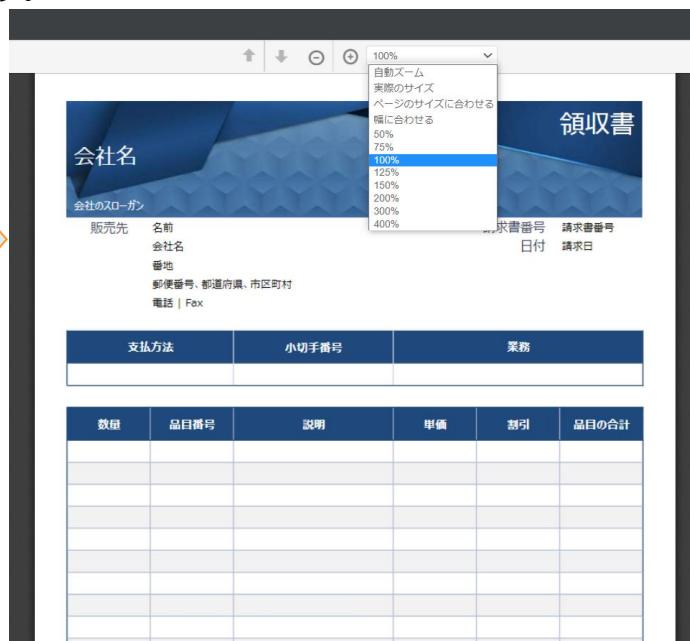 100%
自動ズーム
実際のサイズ
ページのサイズに合わせる
幅に合わせる
50%
75%
100%
125%
150%
200%
300%
400%
領収書
会社名
会社のスローガン
販売先 名前
会社名
番地
郵便番号、都道府県、市区町村
電話 | Fax
求書番号 請求書番号
日付 請求日
支払方法 小切手番号 業務
数量 品目番号 説明 単価 割引 品目の合計